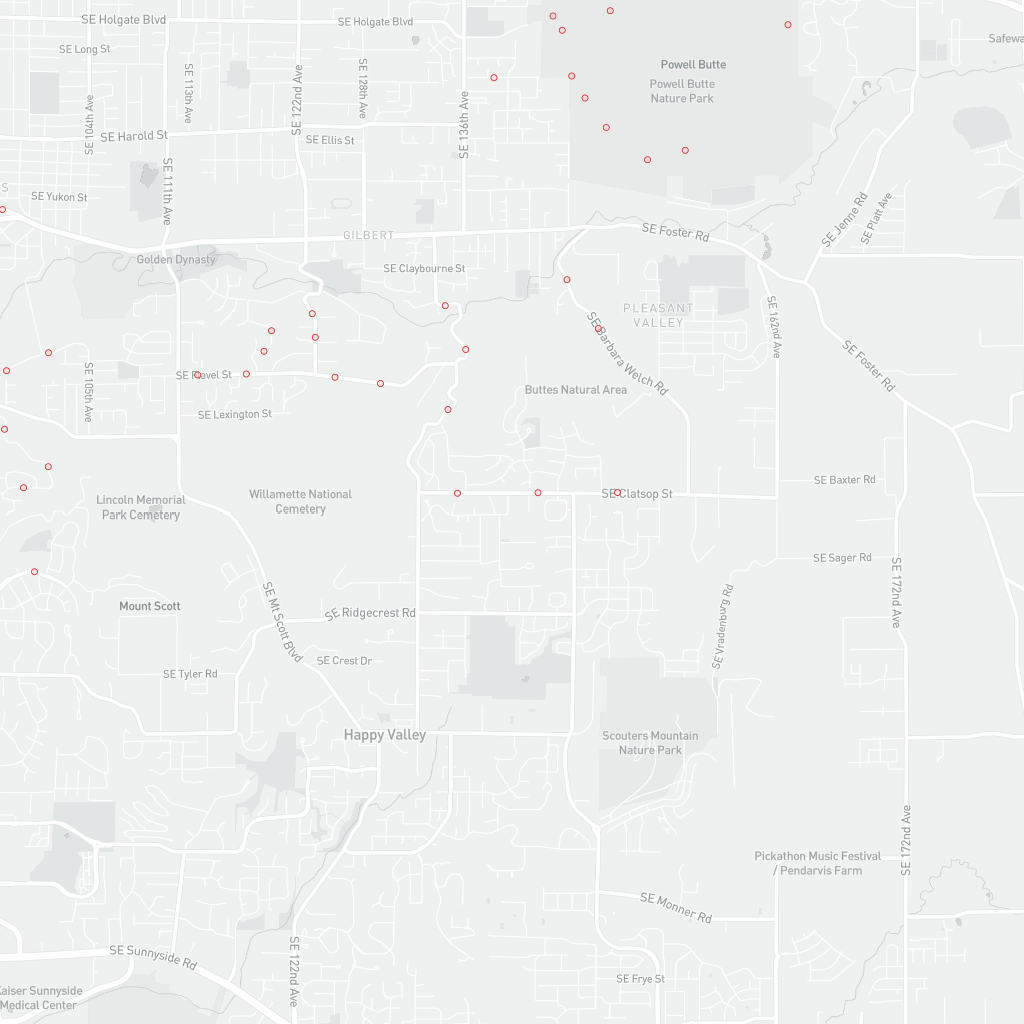 SE Holgate Blvd
SE Holgate Blvd
SE Long St
Safeway
Powell Butte
Powell Butte
Nature Park
SE 104th Ave
SE 113th Ave
SE 122nd Ave
SE 128th Ave
SE 136th Ave
SE Harold St
SE Ellis St
SE 111th Ave
S
SE Yukon St
SE Jenne Rd
SE Platt Ave
GILBERT
SE Foster Rd
Golden Dynasty
SE Claybourne St
PLEASANT
VALLEY
SE 162nd Ave
SE Barbara Welch Rd
SE Foster Rd
SE Flavel St
SE 105th Ave
Buttes Natural Area
SE Lexington St
SE Baxter Rd
Lincoln Memorial
Park Cemetery
Willamette National
Cemetery
SE Clatsop St
SE Sager Rd
SE 172nd Ave
Mount Scott
SE Mt Scott Blvd
SE Ridgecrest Rd
SE Vradenburg Rd
SE Crest Dr
SE Tyler Rd
Happy Valley
Scouters Mountain
Nature Park
SE 172nd Ave
Pickathon Music Festival
/ Pendarvis Farm
SE Monner Rd
SE Sunnyside Rd
SE 122nd Ave
SE Frye St
Kaiser Sunnyside
Medical Center